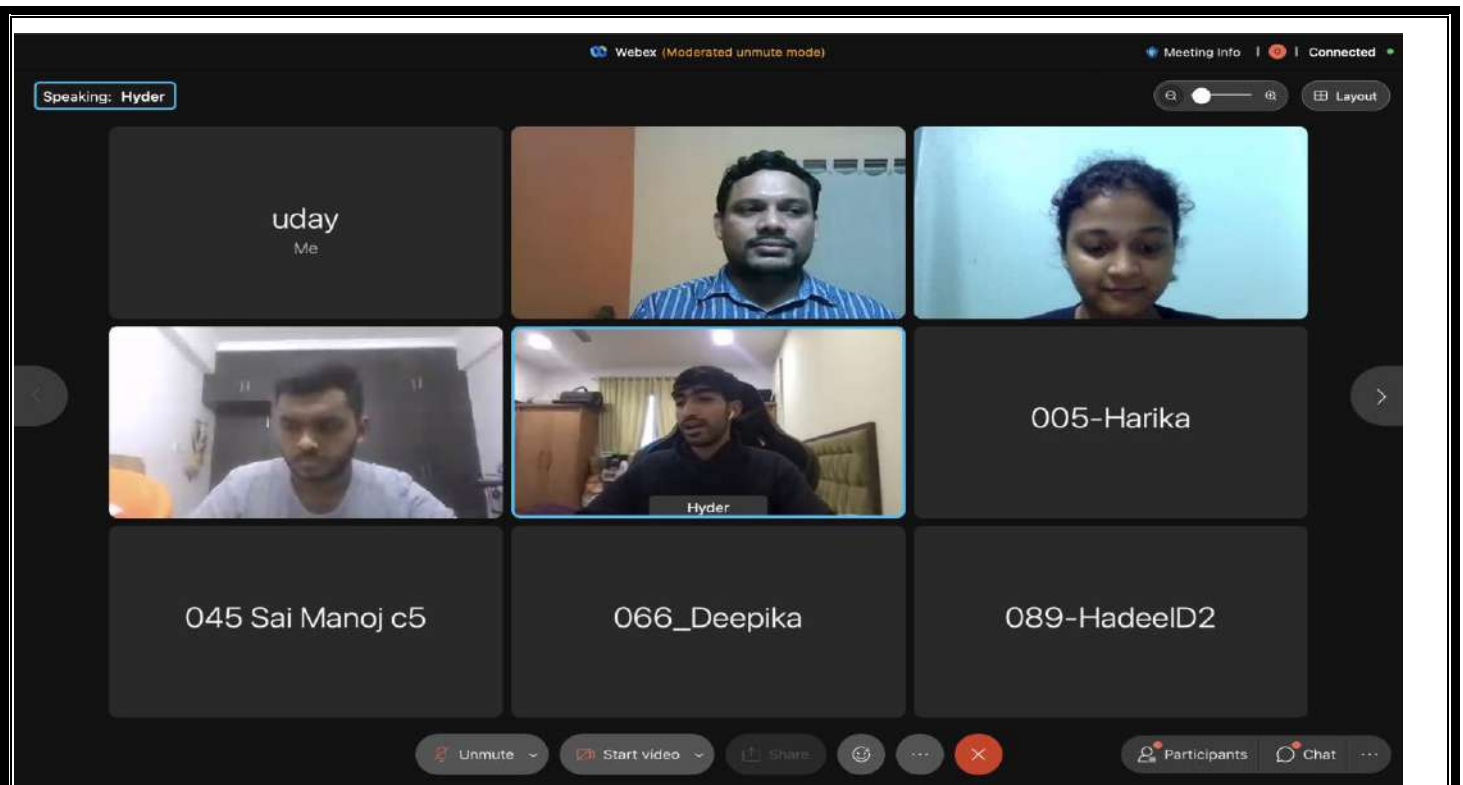 Webex (Moderated unmute mode)
Meeting Info
Connected
Speaking: Hyder
Layout
uday
Me
Hyder
005-Harika
045 Sai Manoj c5
066_Deepika
089-HadeelD2
Unmute
Start video
Share
Participants
Chat